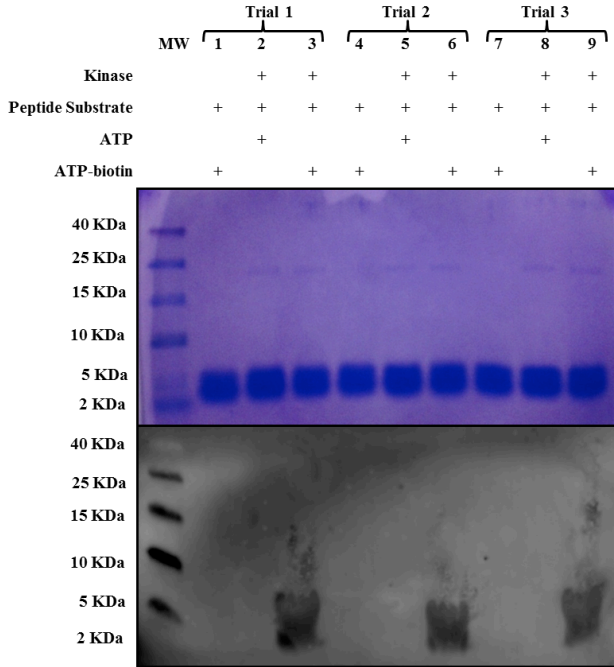 Trial 1 Trial 2 Trial 3
MW 1 2 3 4 5 6 7 8 9
Kinase + + + + + +
Peptide Substrate + + + + + + + + +
ATP + + +
ATP-biotin + + + + + +
40 KDa
25 KDa
15 KDa
10 KDa
5 KDa
2 KDa
40 KDa
25 KDa
15 KDa
10 KDa
5 KDa
2 KDa